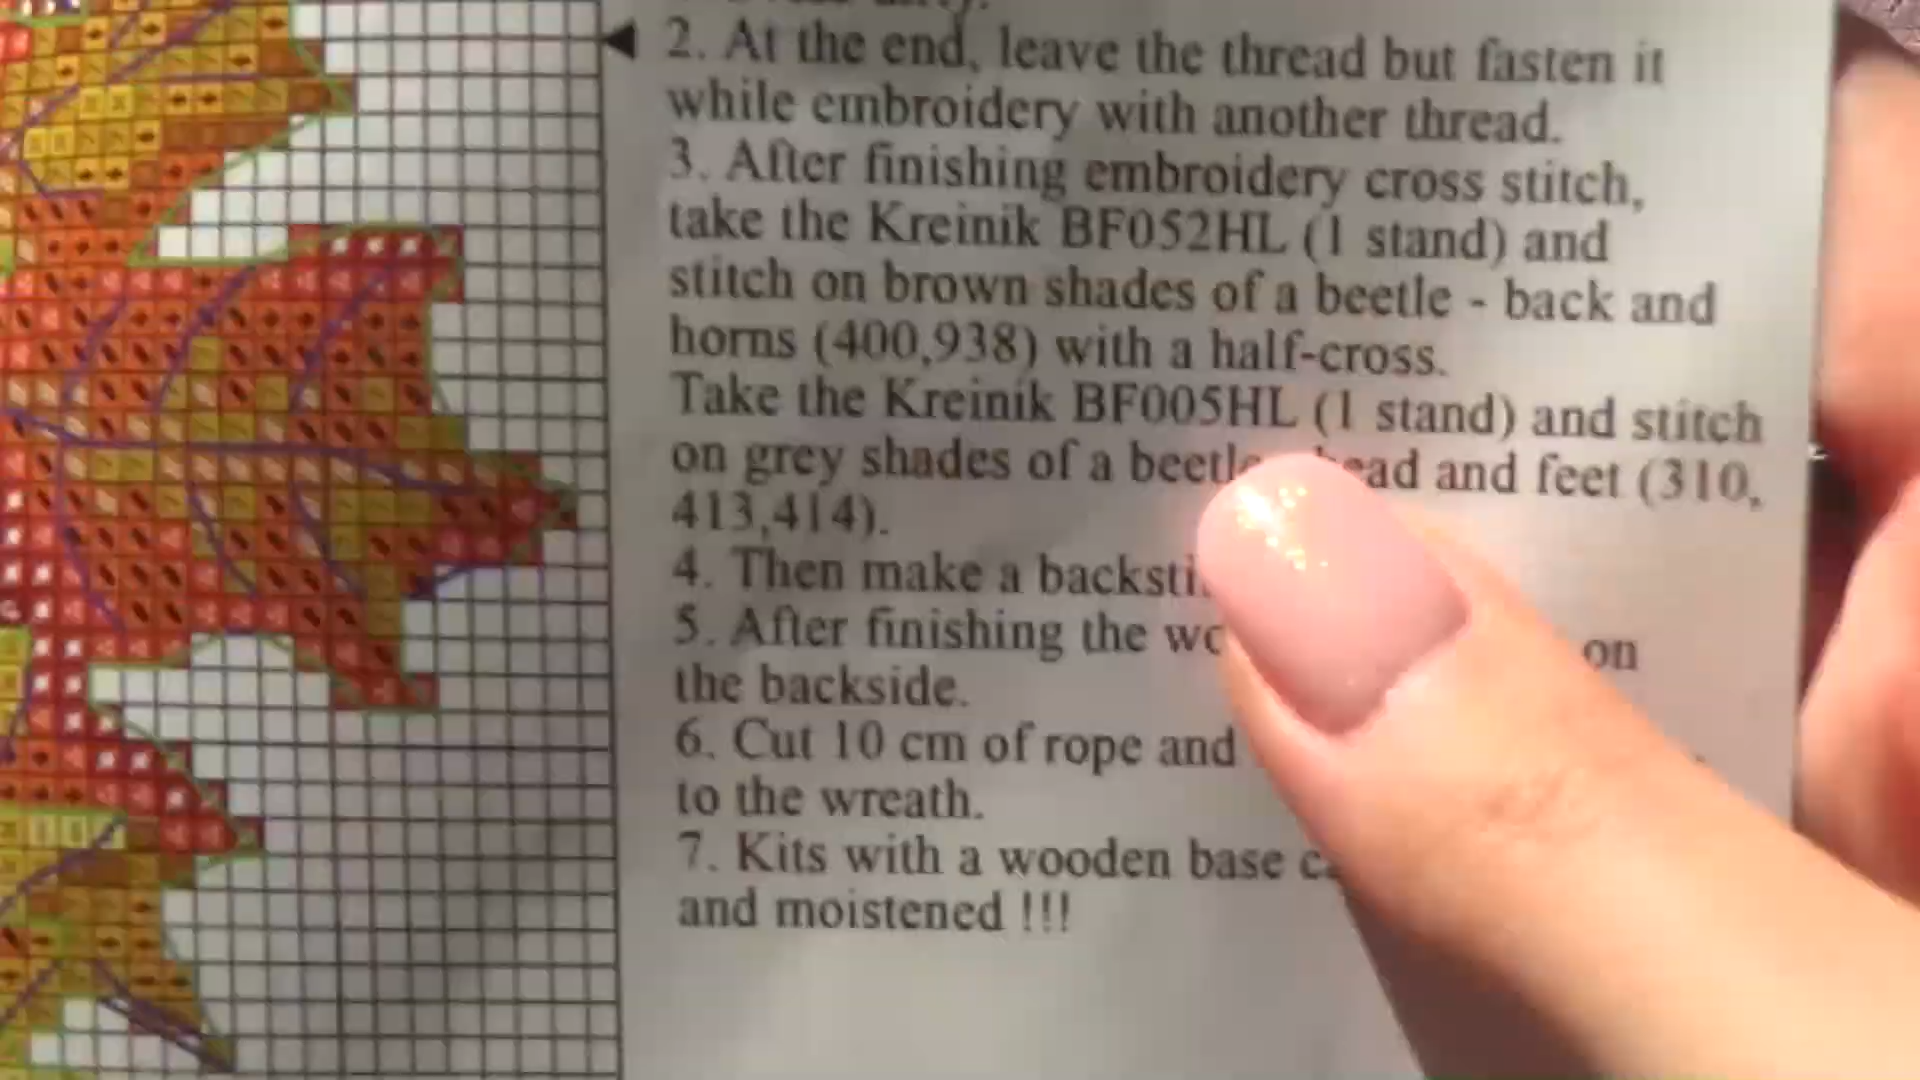 2. At the end, leave the thread but fasten it
while embroidery with another thread.
3. After finishing embroidery cross stitch,
take the Kreinik BF052HL (1 stand) and
stitch on brown shades of a beetle - back and
horns (400,938) with a half-cross.
Take the Kreinik BF005HL (1 stand) and stitch
on grey shades of a beetle and feet (310,
413,414).
4. Then make a
5. After finishing the on
the backside.
6. Cut 10 cm of rope and
to the wreath.
7. Kits with a wooden base
and moistened !!!